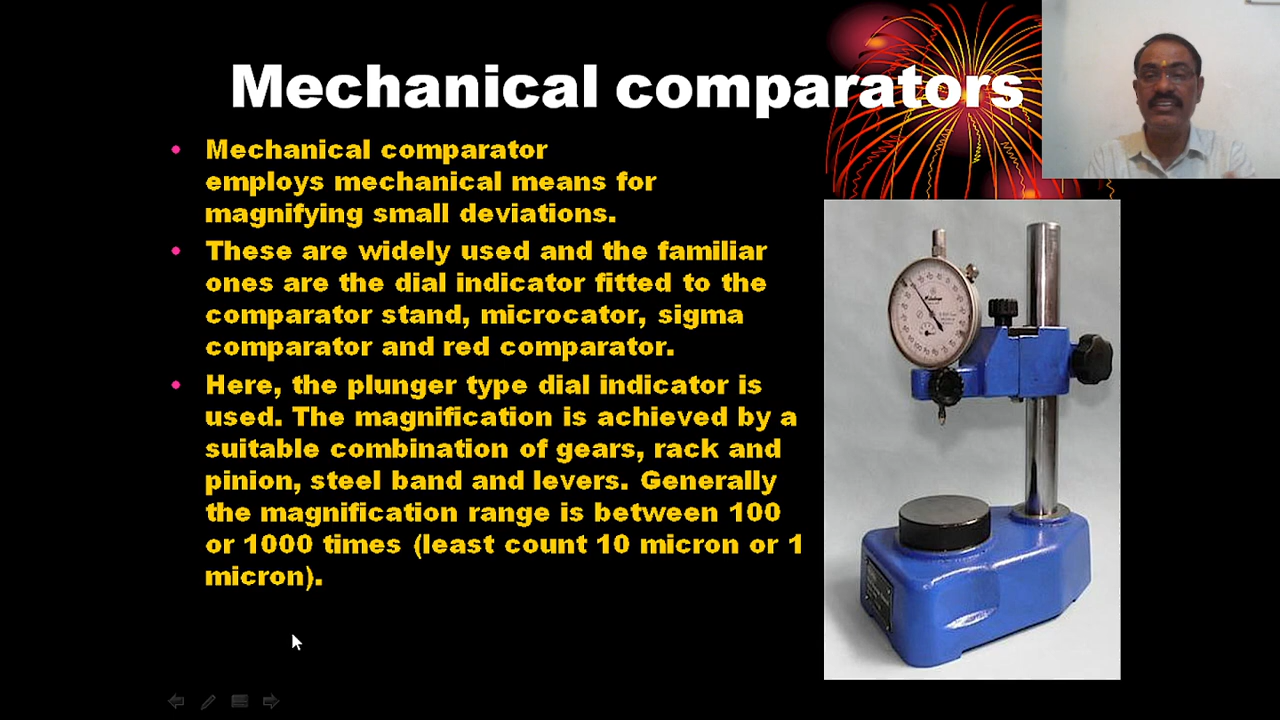 Mechanical comparators
• Mechanical comparator
employs mechanical means for
magnifying small deviations.
• These are widely used and the familiar
ones are the dial indicator fitted to the
comparator stand, microcator, sigma
comparator and red comparator.
• Here, the plunger type dial indicator is
used. The magnification is achieved by a
suitable combination of gears, rack and
pinion, steel band and levers. Generally
the magnification range is between 100
or 1000 times (least count 10 micron or 1
micron).